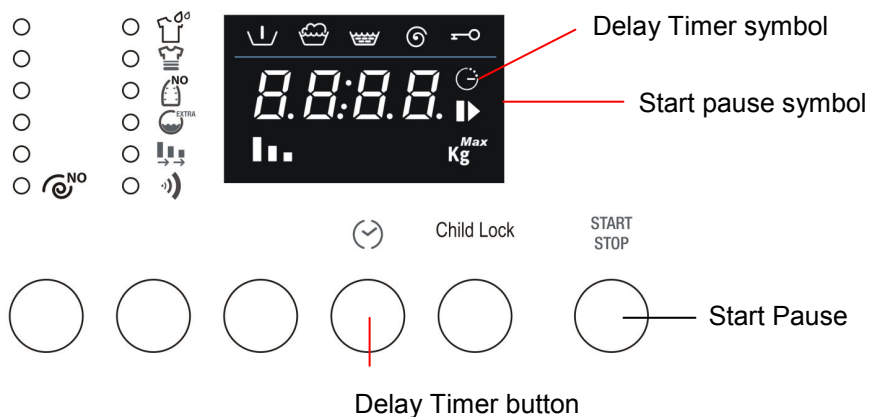 Delay Timer symbol
NO
EXTRA
8.8:8.8.
Start pause symbol
Max
Kg
NO
Child Lock
START
STOP
Start Pause
Delay Timer button